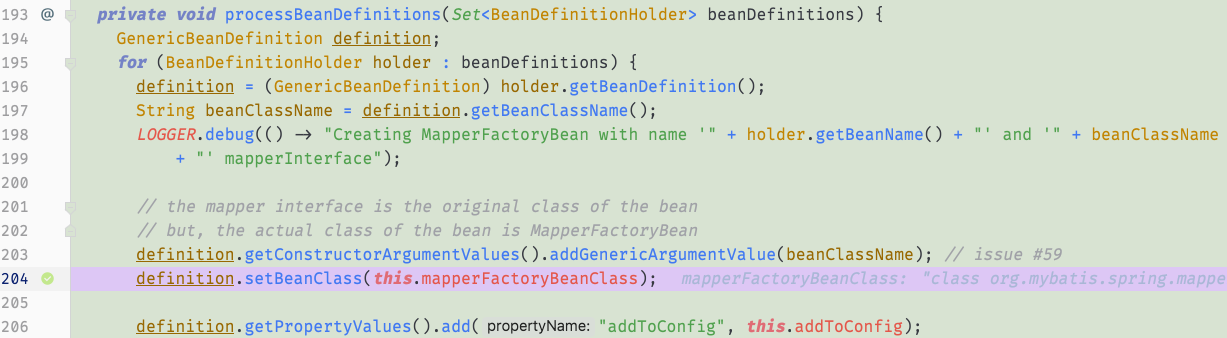 193 @ private void processBeanDefinitions(Set<BeanDefinitionHolder> beanDefinitions) {
194 GenericBeanDefinition definition;
195 for (BeanDefinitionHolder holder : beanDefinitions) {
196 definition = (GenericBeanDefinition) holder.getBeanDefinition();
197 String beanClassName = definition.getBeanClassName();
198 LOGGER.debug(() → "Creating MapperFactoryBean with name '" + holder.getBeanName() + "' and '" + beanClassName
199 + "' mapperInterface");
200
201 // the mapper interface is the original class of the bean
202 // but, the actual class of the bean is MapperFactoryBean
203 definition.getConstructorArgumentValues().addGenericArgumentValue(beanClassName); // issue #59
204 definition.setBeanClass(this.mapperFactoryBeanClass); mapperFactoryBeanClass: "class org.mybatis.spring.mappe
205
206 definition.getPropertyValues().add( propertyName: "addToConfig", this.addToConfig);